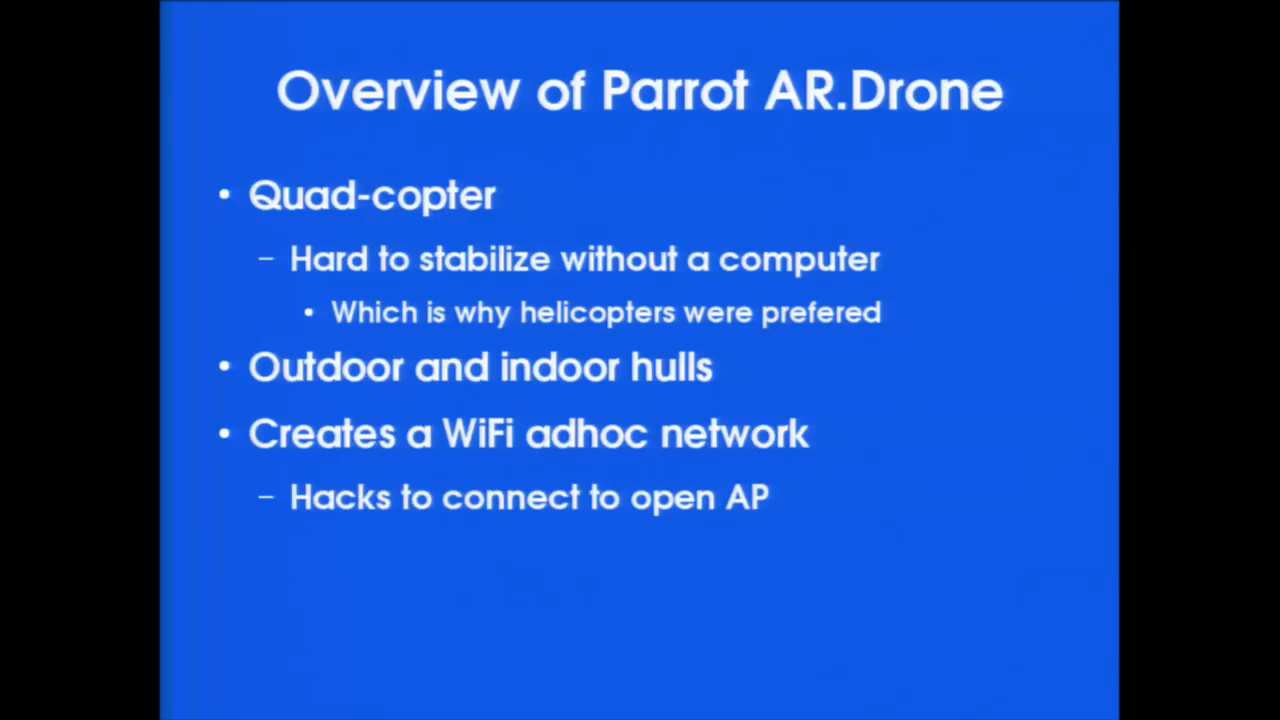 Overview of Parrot AR.Drone
• Quad-copter
– Hard to stabilize without a computer
• Which is why helicopters were prefered
• Outdoor and indoor hulls
• Creates a WiFi adhoc network
– Hacks to connect to open AP